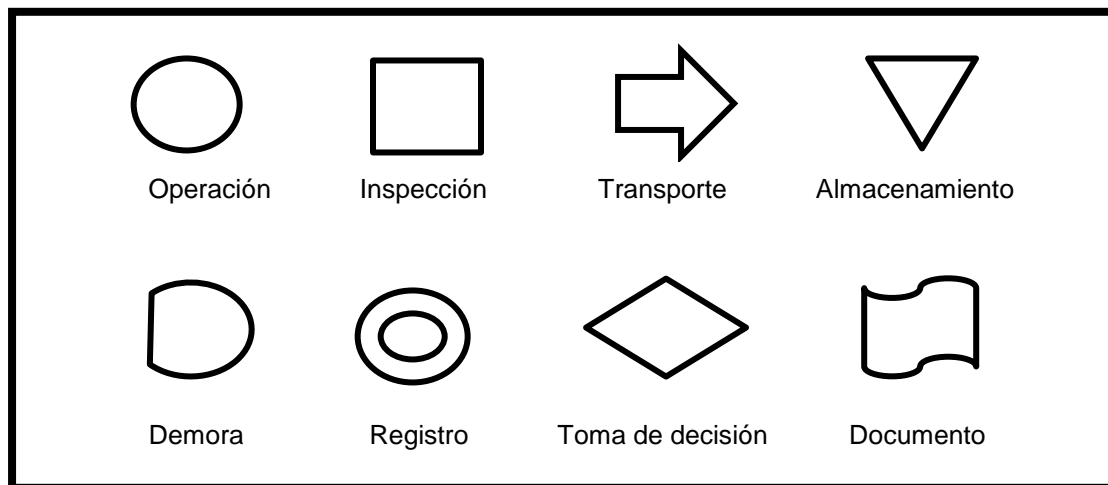 Operación Inspección Transporte Almacenamiento
Demora Registro Toma de decisión Documento